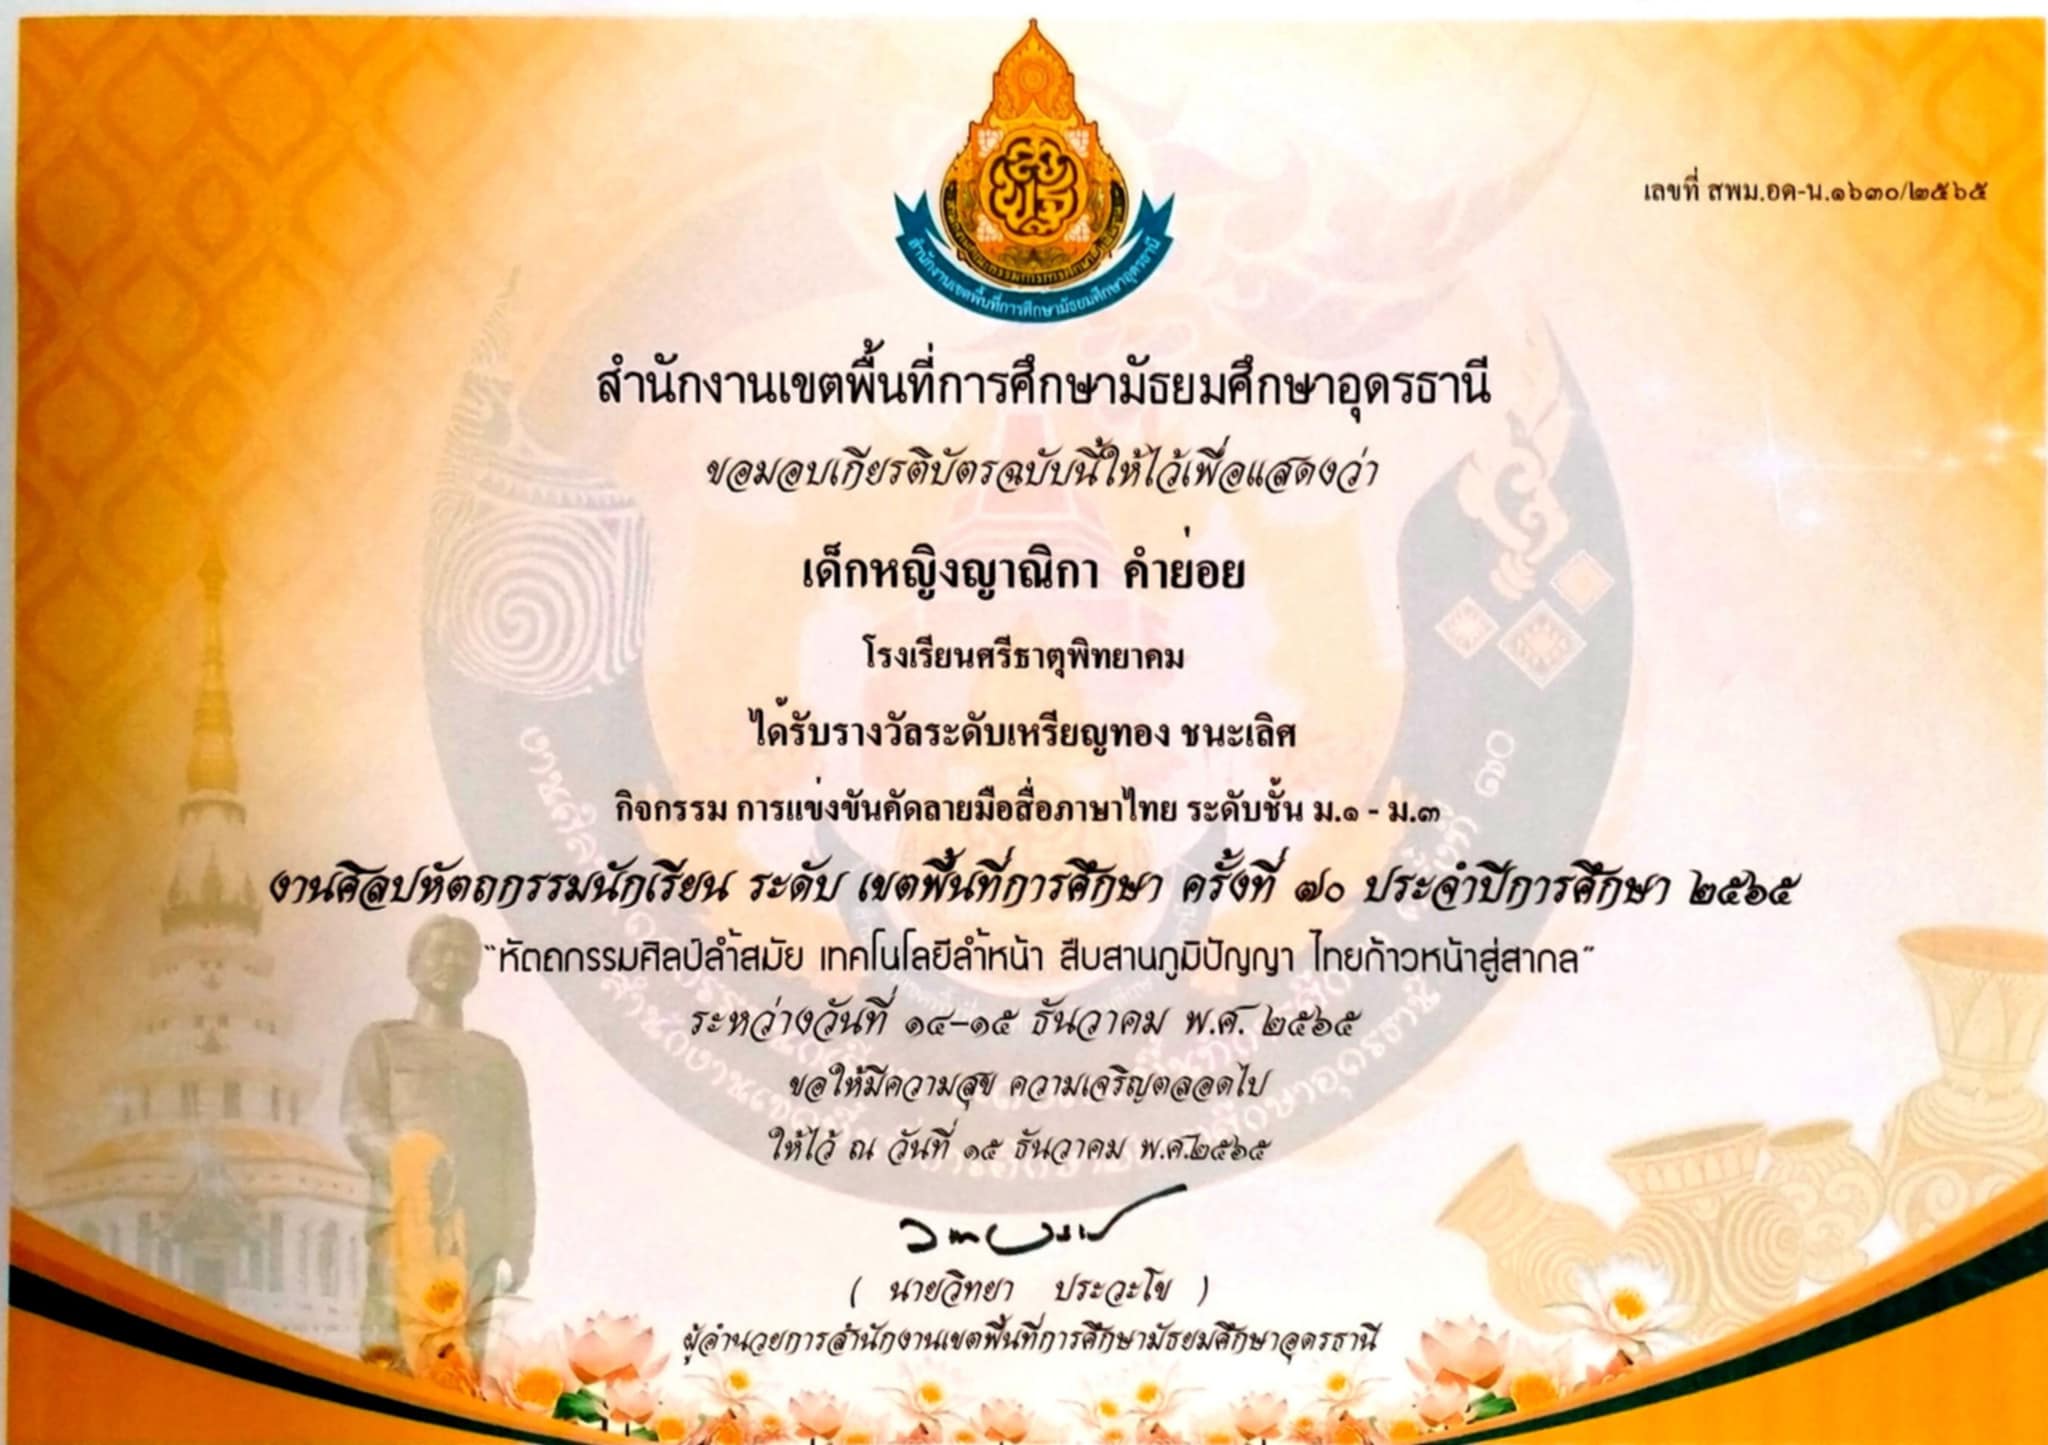 เลขที่ สพม.อด-น.๑๖๓๐/๒๕๖๕
สำนักงานเขตพื้นที่การศึกษามัธยมศึกษาอุดรธานี
สำนักงานเขตพื้นที่การศึกษามัธยมศึกษาอุดรธานี
ขอมอบเกียรติบัตรฉบับนี้ให้ไว้เพื่อแสดงว่า
เด็กหญิงญาณิกา คำย่อย
โรงเรียนศรีธาตุพิทยาคม
ได้รับรางวัลระดับเหรียญทอง ชนะเลิศ
กิจกรรม การแข่งขันคัดลายมือสื่อภาษาไทย ระดับชั้น ม.๑ - ม.๓
งานศิลปหัตถกรรมนักเรียน ระดับ เขตพื้นที่การศึกษา ครั้งที่ ๗๐ ประจำปีการศึกษา ๒๕๖๕
"หัตถกรรมศิลป์ล้ำสมัย เทคโนโลยีล้ำหน้า สืบสานภูมิปัญญา ไทยก้าวหน้าสู่สากล"
ระหว่างวันที่ ๑๔-๑๕ ธันวาคม พ.ศ. ๒๕๖๕
ขอให้มีความสุข ความเจริญตลอดไป
ให้ไว้ ณ วันที่ ๑๕ ธันวาคม พ.ศ.๒๕๖๕
( นายวิทยา ประวะโข )
ผู้อำนวยการสำนักงานเขตพื้นที่การศึกษามัธยมศึกษาอุดรธานี